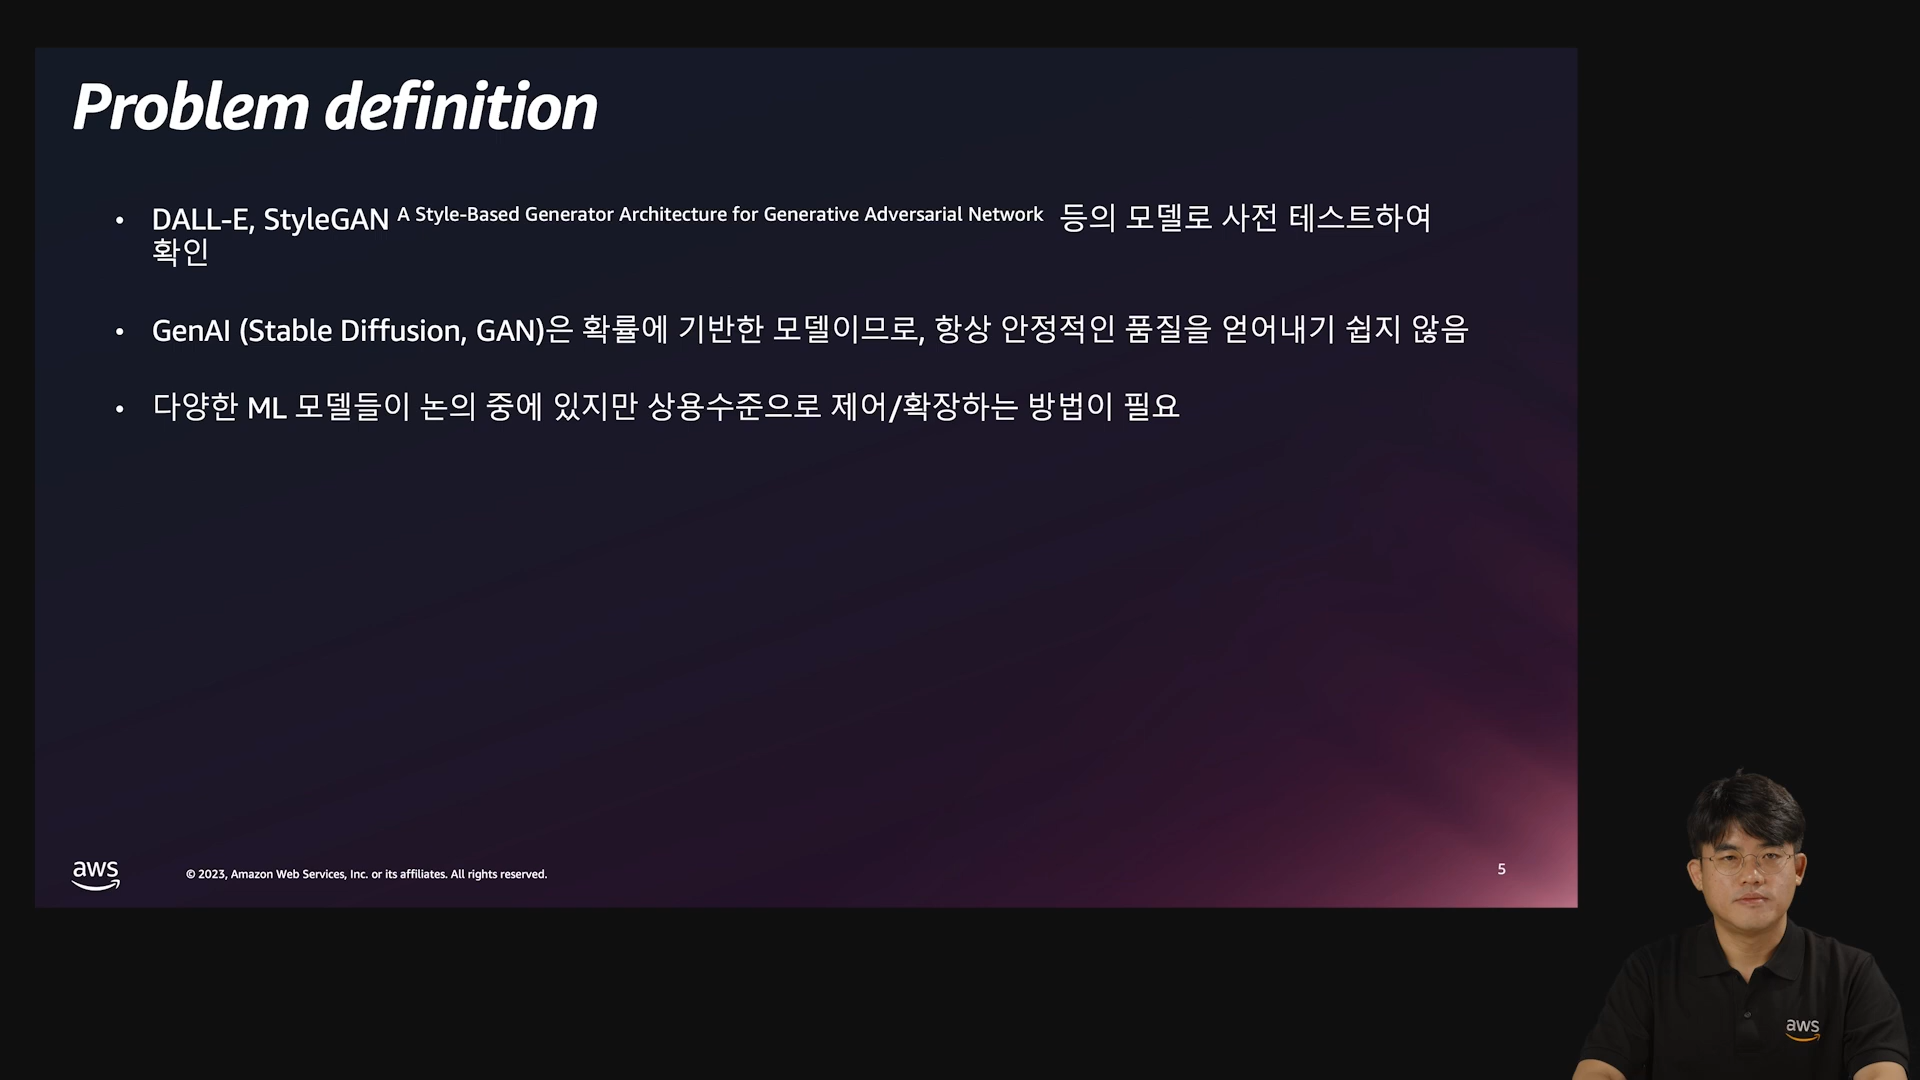 Problem definition
• DALL-E, StyleGAN A Style-Based Generator Architecture for Generative Adversarial Network 등의 모델로 사전 테스트하여
확인
• GenAI (Stable Diffusion, GAN)은 확률에 기반한 모델이므로, 항상 안정적인 품질을 얻어내기 쉽지 않음
• 다양한 ML 모델들이 논의 중에 있지만 상용수준으로 제어/확장하는 방법이 필요
aws
© 2023, Amazon Web Services, Inc. or its affiliates. All rights reserved.
5
aws